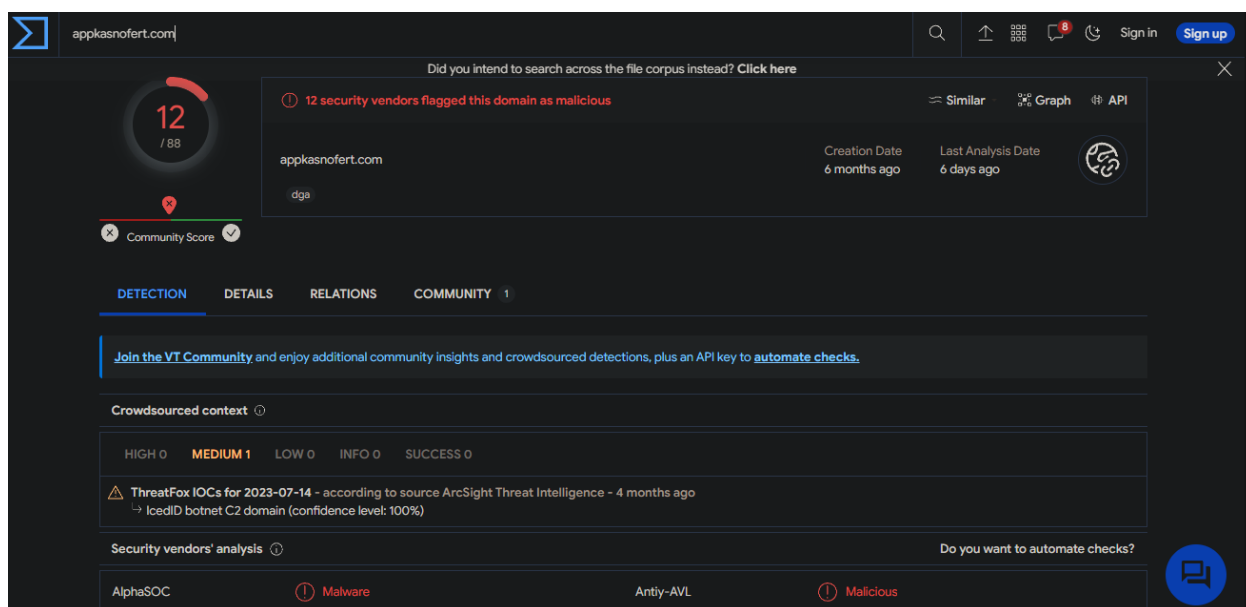 appkasnofert.com
8
Sign in
Sign up
Did you intend to search across the file corpus instead? Click here
12
/ 88
12 security vendors flagged this domain as malicious
Similar
Graph
API
appkasnofert.com
Creation Date
6 months ago
Last Analysis Date
6 days ago
dga
Community Score
DETECTION
DETAILS
RELATIONS
COMMUNITY 1
Join the VT Community and enjoy additional community insights and crowdsourced detections, plus an API key to automate checks.
Crowdsourced context
HIGH 0
MEDIUM 1
LOW 0
INFO 0
SUCCESS 0
ThreatFox IOCs for 2023-07-14 - according to source ArcSight Threat Intelligence - 4 months ago
IcedID botnet C2 domain (confidence level: 100%)
Security vendors' analysis
Do you want to automate checks?
AlphaSOC
Malware
Antiy-AVL
Malicious